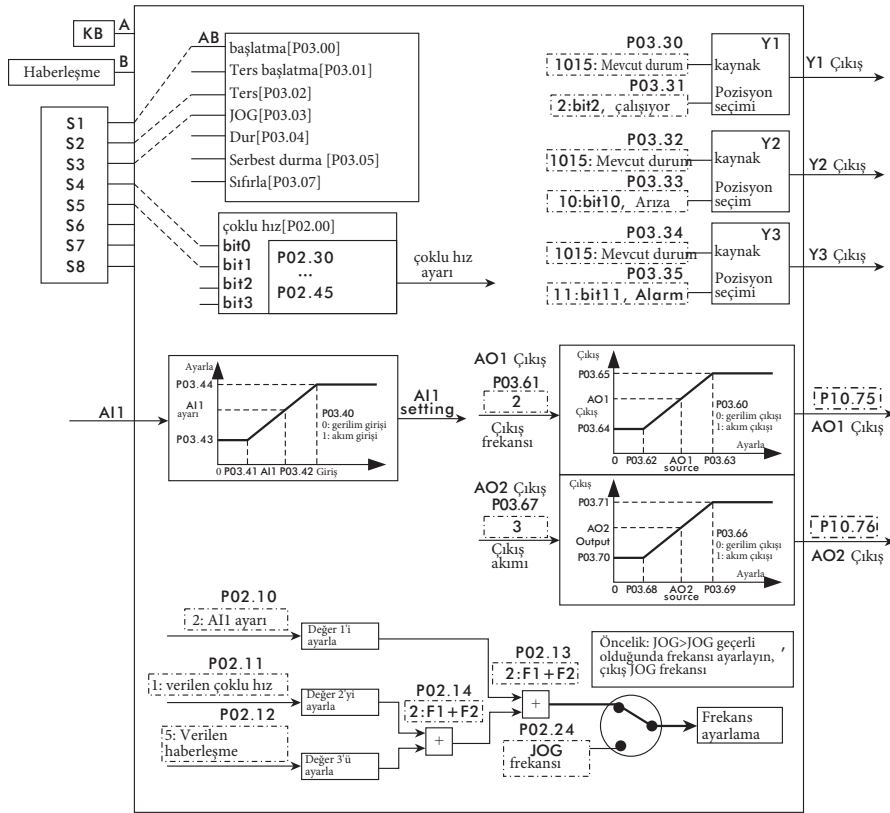 KB
A
Haberleşme
B
AB
başlatma[P03.00]
Ters başlatma[P03.01]
Ters[P03.02]
JOG[P03.03]
Dur[P03.04]
Serbest durma [P03.05]
Sıfırla[P03.07]
S1
S2
S3
S4
S5
S6
S7
S8
çoklu hız[P02.00]
bit0
bit1
bit2
bit3
P02.30
...
P02.45
çoklu hız
ayarı
P03.30
1015: Mevcut durum
P03.31
2:bit2, çalışıyor
Y1
kaynak
Pozisyon
seçimi
Y1 Çıkış
P03.32
1015: Mevcut durum
P03.33
10:bit10, Arıza
Y2
kaynak
Pozisyon
seçim
Y2 Çıkış
P03.34
1015: Mevcut durum
P03.35
11:bit11, Alarm
Y3
kaynak
Pozisyon
seçimi
Y3 Çıkış
AI1
Ayarla
P03.44
AI1
ayarı
P03.43
P03.40
0: gerilim girişi
1: akım girişi
0 P03.41 AI1 P03.42 Giriş
AI1
setting
AO1 Çıkış
P03.61
2
Çıkış
frekansı
Çıkış
P03.65
AO1
Çıkış
P03.64
P03.60
0: gerilim çıkışı
1: akım çıkışı
Ayarla
0 P03.62 AO1 P03.63
source
P10.75
AO1 Çıkış
AO2 Çıkış
P03.67
3
Çıkış
akımı
Çıkış
P03.71
AO2
Output
P03.70
P03.66
0: gerilim çıkışı
1: akım çıkışı
Ayarla
0 P03.68 AO2 P03.69
source
P10.76
AO2 Çıkış
P02.10
2: AI1 ayarı
Değer 1'i
ayarla
P02.11
1: verilen çoklu hız
Değer 2'yi
ayarla
P02.12
5: Verilen
haberleşme
Değer 3'ü
ayarla
P02.14
2:F1+F2
+
P02.13
2:F1+F2
+
P02.24
JOG
frekansı
Öncelik: JOG>JOG geçerli
olduğunda frekansı ayarlayın, ,
çıkış JOG frekansı
Frekans
ayarlama